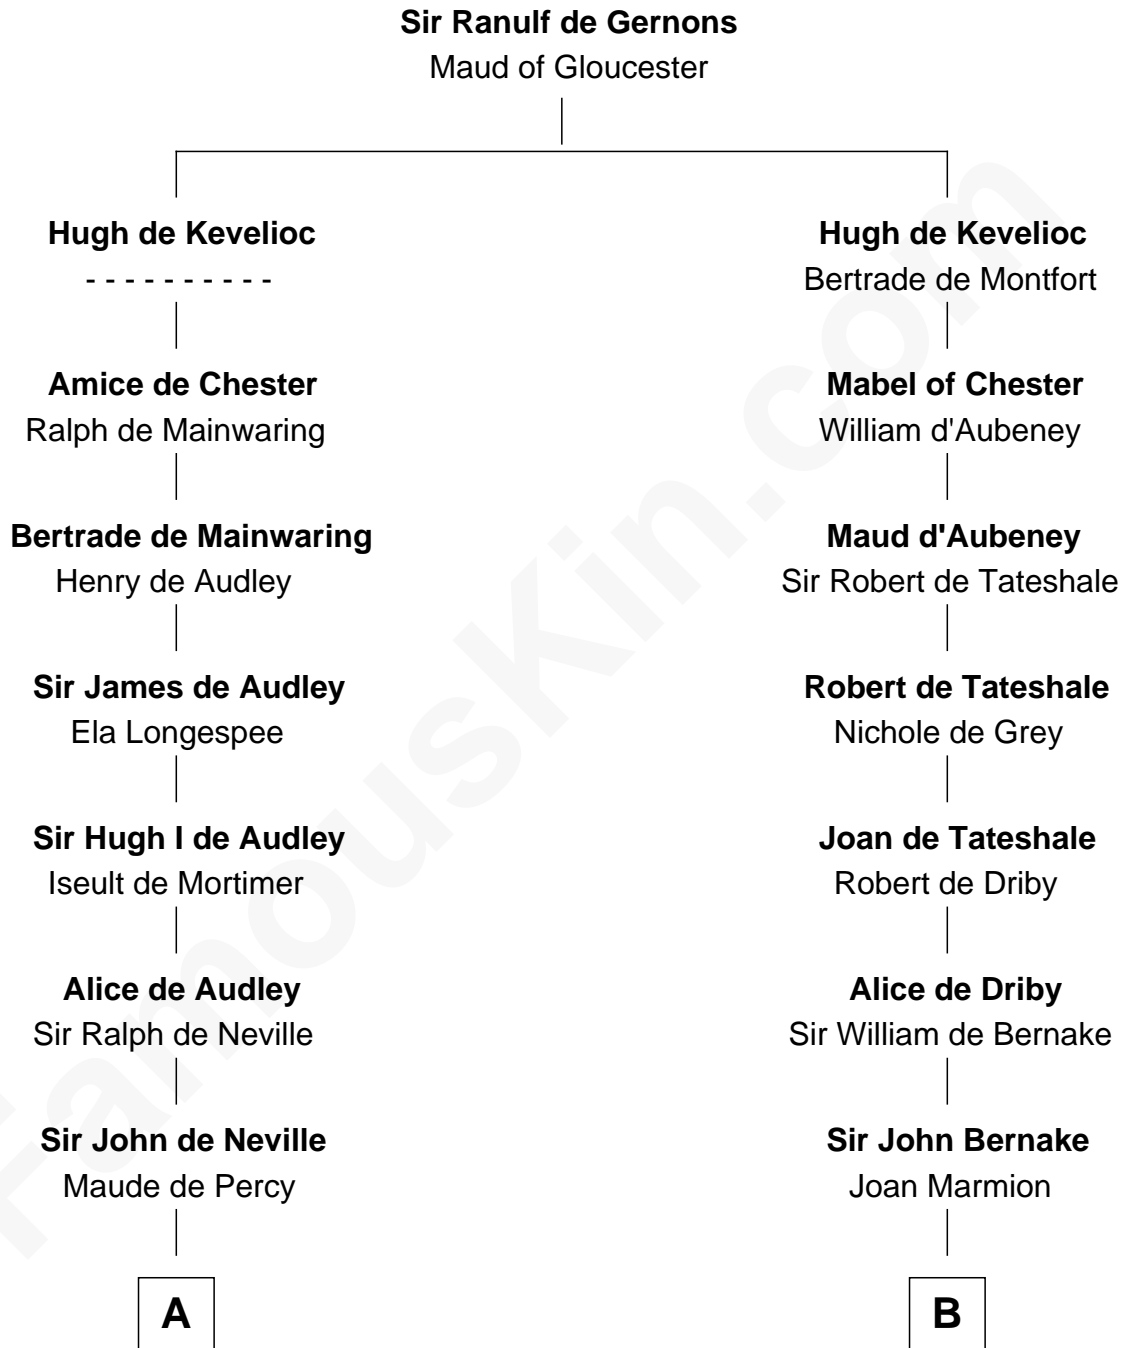 Sir Ranulf de Gernons
Maud of Gloucester
Hugh de Kevelioc
- - - - - - - - - -
Amice de Chester
Ralph de Mainwaring
Bertrade de Mainwaring
Henry de Audley
Sir James de Audley
Ela Longespee
Sir Hugh I de Audley
Iseult de Mortimer
Alice de Audley
Sir Ralph de Neville
Sir John de Neville
Maude de Percy
A
Hugh de Kevelioc
Bertrade de Montfort
Mabel of Chester
William d'Aubeney
Maud d'Aubeney
Sir Robert de Tateshale
Robert de Tateshale
Nichole de Grey
Joan de Tateshale
Robert de Driby
Alice de Driby
Sir William de Bernake
Sir John Bernake
Joan Marmion
B
FamousKin.com